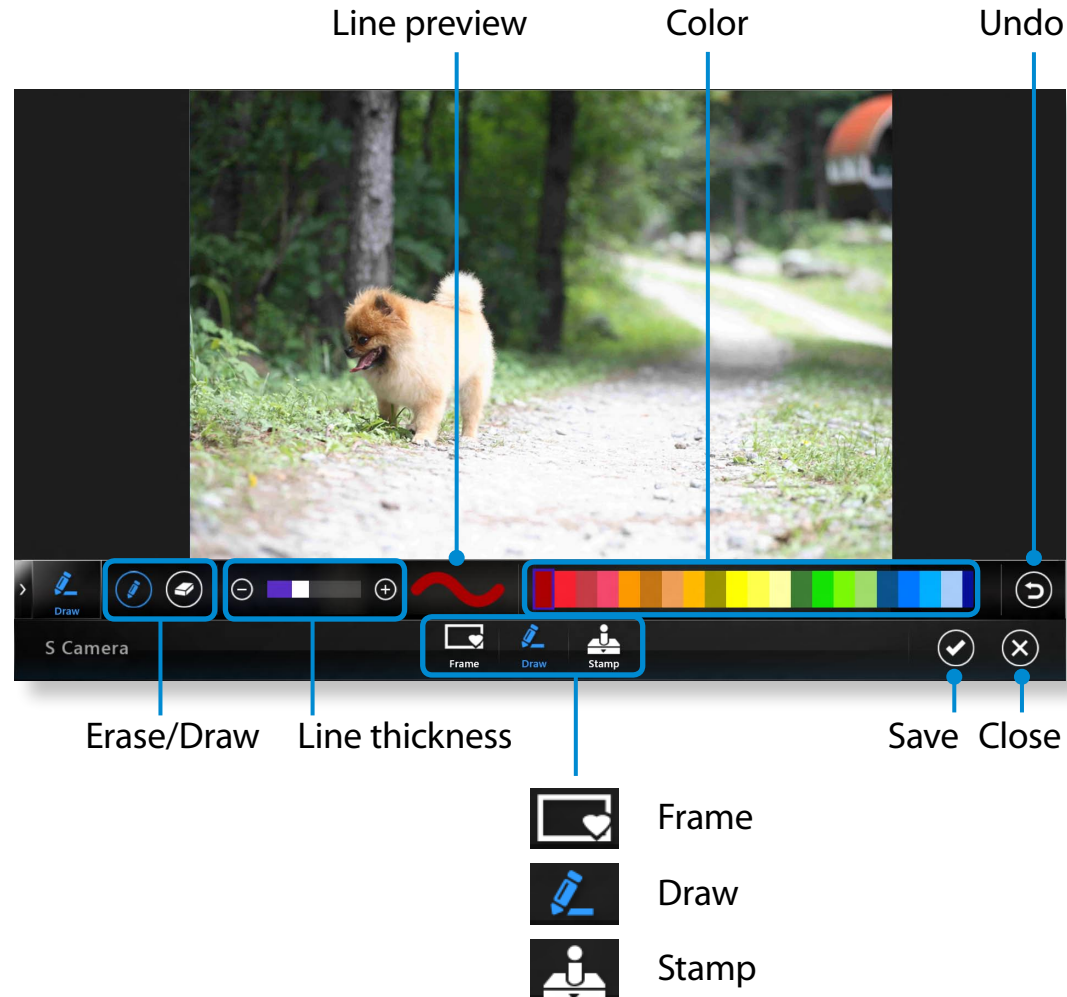 Line preview
Color
Undo
Draw
S Camera
Frame
Draw
Stamp
Erase/Draw
Line thickness
Save
Close
Frame
Draw
Stamp